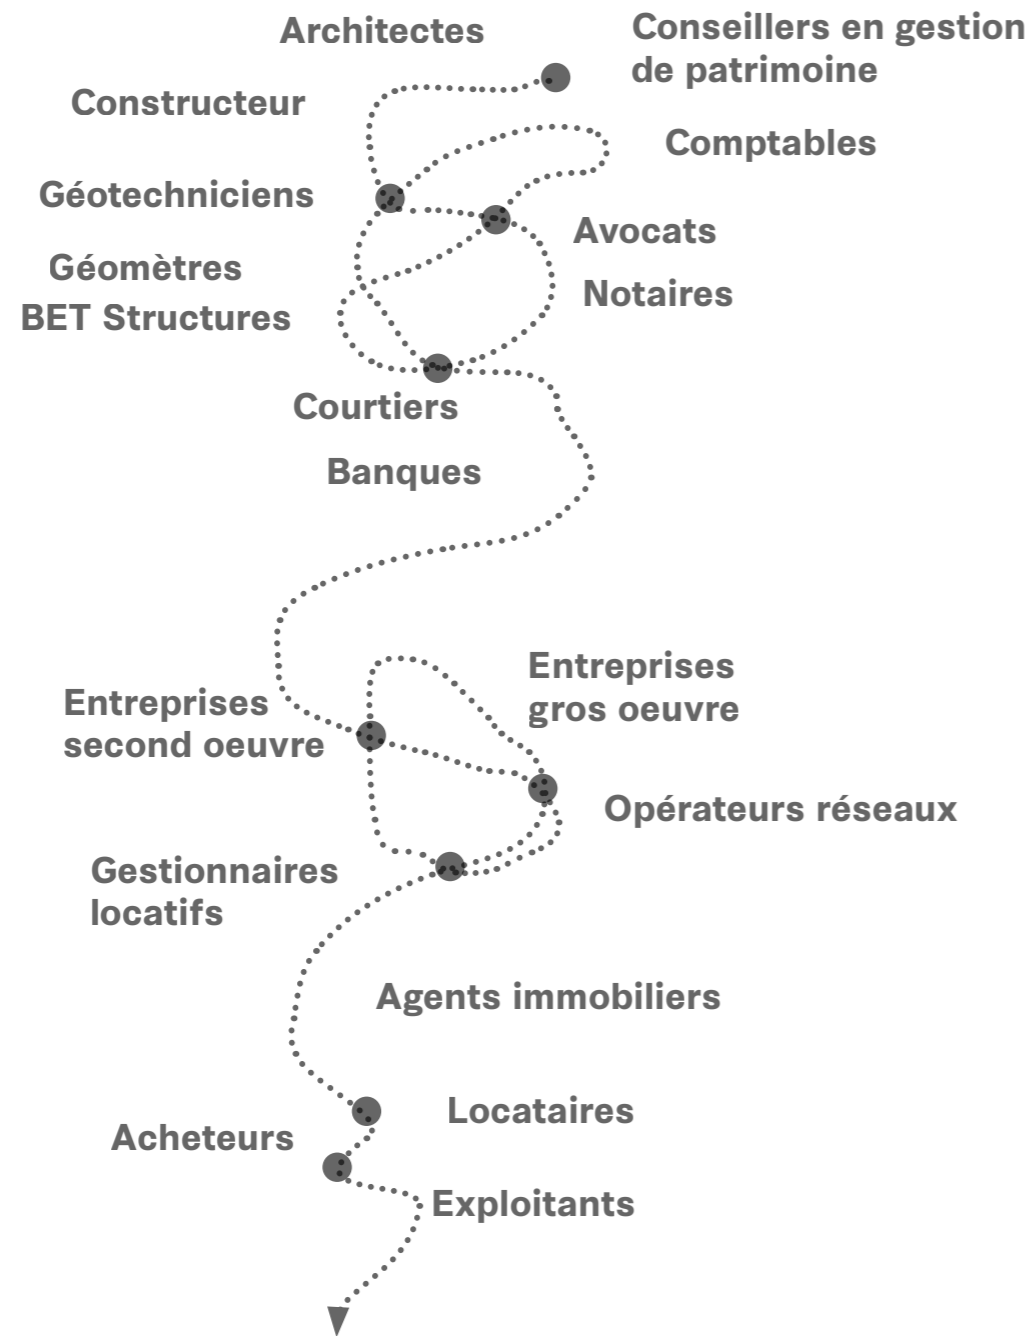 Architectes
Conseillers en gestion
de patrimoine
Constructeur
Comptables
Géotechniciens
Avocats
Géomètres
Notaires
BET Structures
Courtiers
Banques
Entreprises
gros oeuvre
Entreprises
second oeuvre
Opérateurs réseaux
Gestionnaires
locatifs
Agents immobiliers
Locataires
Acheteurs
Exploitants